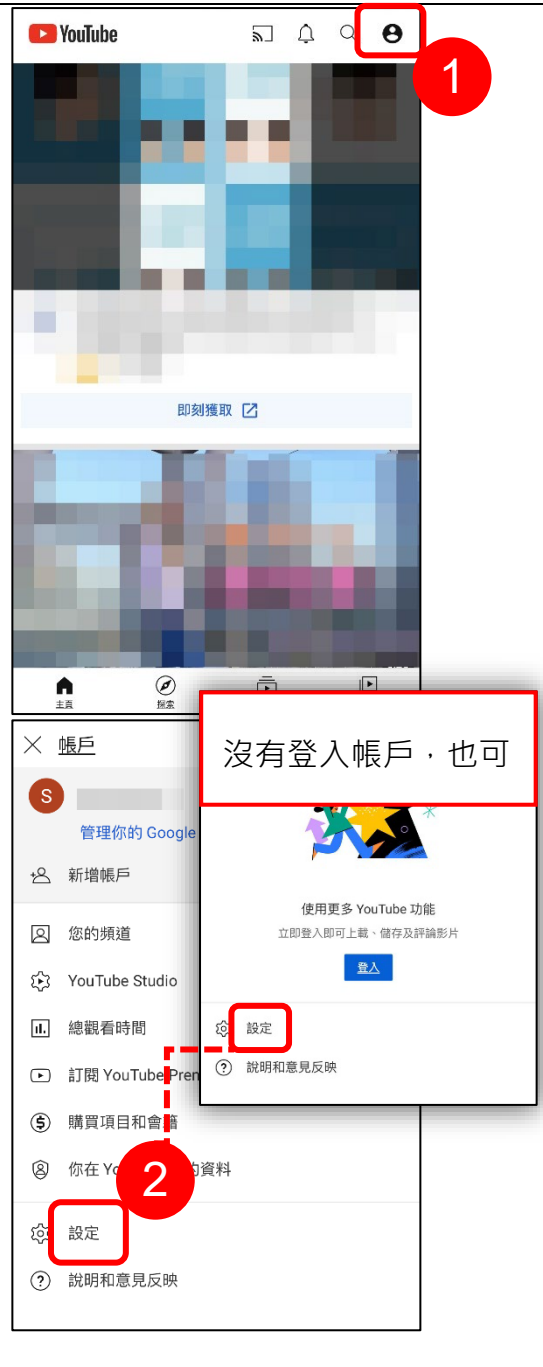 YouTube
1
即刻獲取
主頁
探索
沒有登入帳戶，也可
帳戶
S
管理你的 Google
新增帳戶
您的頻道
YouTube Studio
總觀看時間
訂閱 YouTube Pren
購買項目和會籍
你在 Yo 的資料
設定
說明和意見反映
使用更多 YouTube 功能
立即登入即可上載、儲存及評論影片
登入
設定
說明和意見反映
2